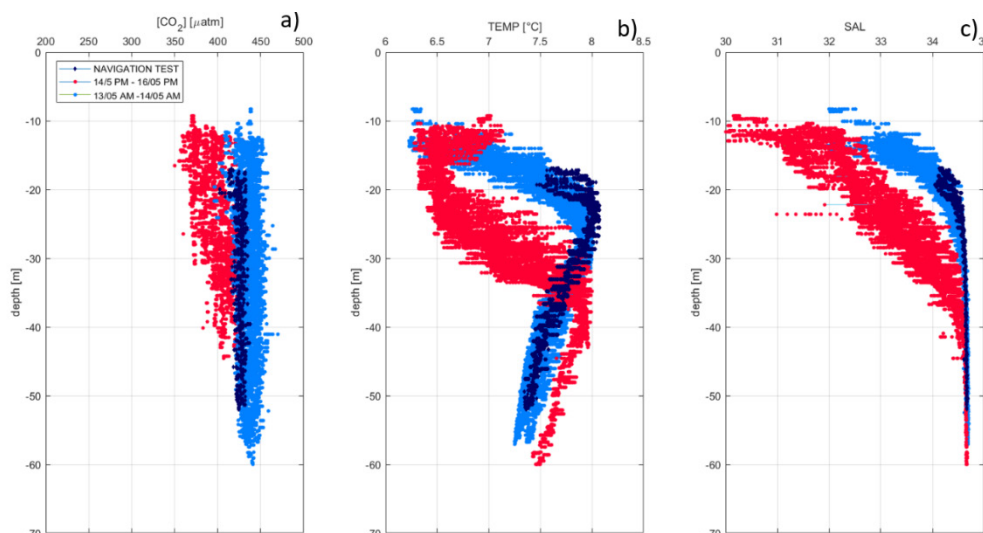 [CO2] [μatm]
a)
200 250 300 350 400 450 500
NAVIGATION TEST
14/5 PM - 16/05 PM
13/05 AM -14/05 AM
0
-10
-20
-30
-40
-50
-60
-70
depth [m]
TEMP [°C]
b)
6 6.5 7 7.5 8 8.5
0
-10
-20
-30
-40
-50
-60
-70
depth [m]
SAL
c)
30 31 32 33 34
0
-10
-20
-30
-40
-50
-60
-70
depth [m]